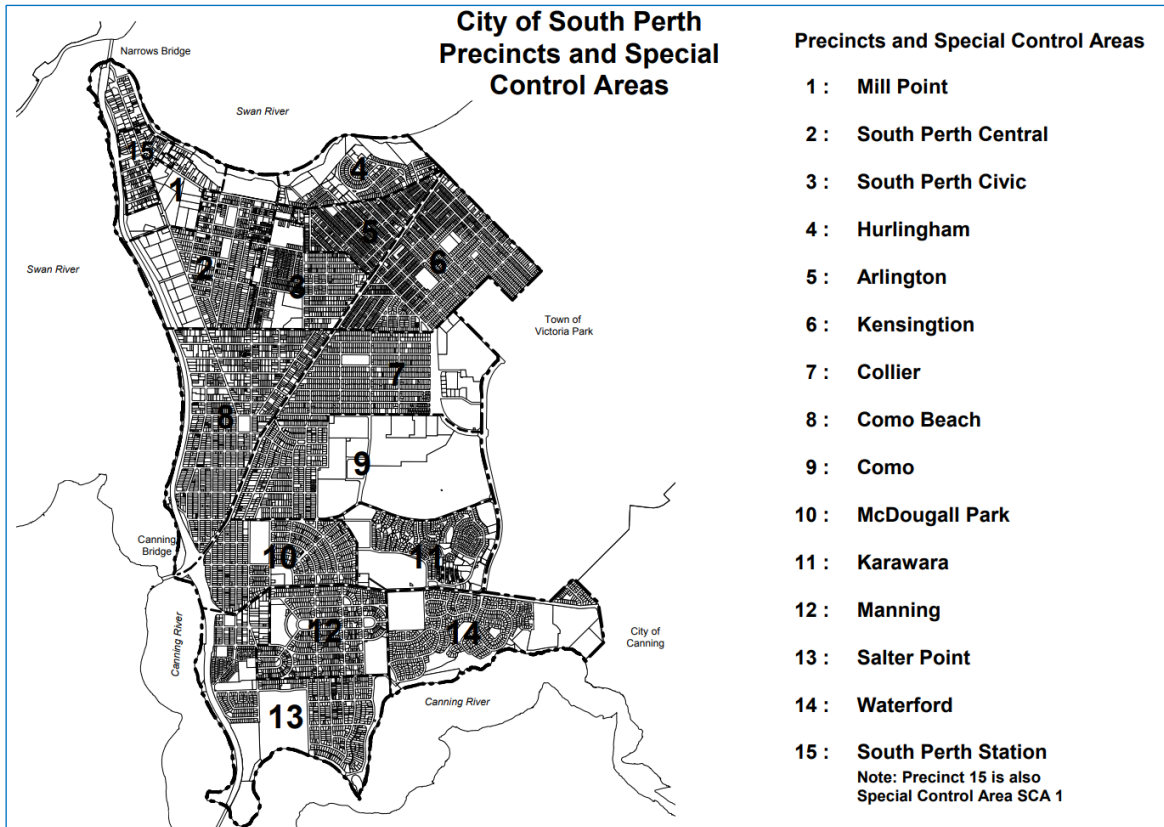 City of South Perth
Precincts and Special
Control Areas
Narrows Bridge
Swan River
Swan River
15
1
2
3
4
5
6
7
8
9
10
11
12
13
14
Town of
Victoria Park
Canning
Bridge
Canning River
City of
Canning
Canning River
Precincts and Special Control Areas
1 : Mill Point
2 : South Perth Central
3 : South Perth Civic
4 : Hurlingham
5 : Arlington
6 : Kensingtion
7 : Collier
8 : Como Beach
9 : Como
10 : McDougall Park
11 : Karawara
12 : Manning
13 : Salter Point
14 : Waterford
15 : South Perth Station
Note: Precinct 15 is also
Special Control Area SCA 1